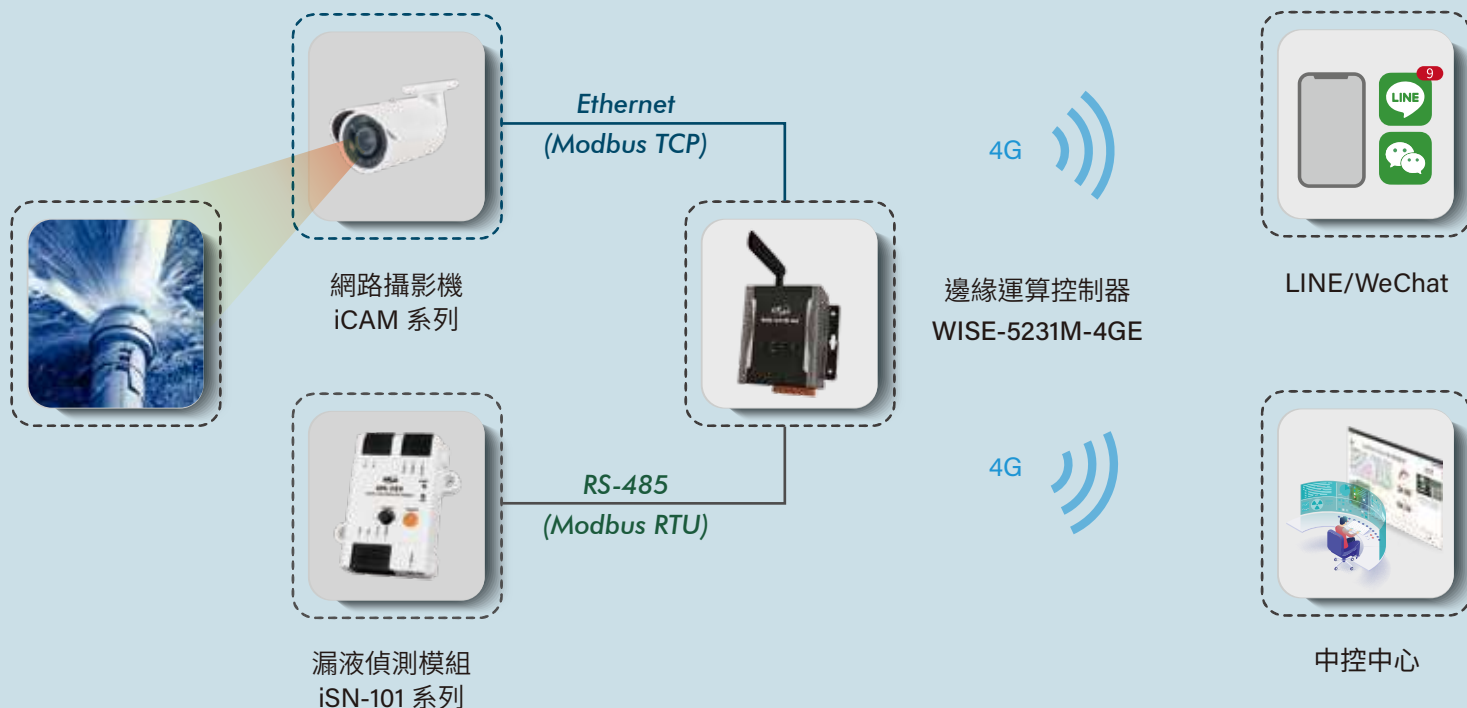 Ethernet
(Modbus TCP)
4G
9
LINE
網路攝影機
iCAM 系列
邊緣運算控制器
WISE-5231M-4GE
LINE/WeChat
RS-485
(Modbus RTU)
4G
漏液偵測模組
iSN-101 系列
中控中心